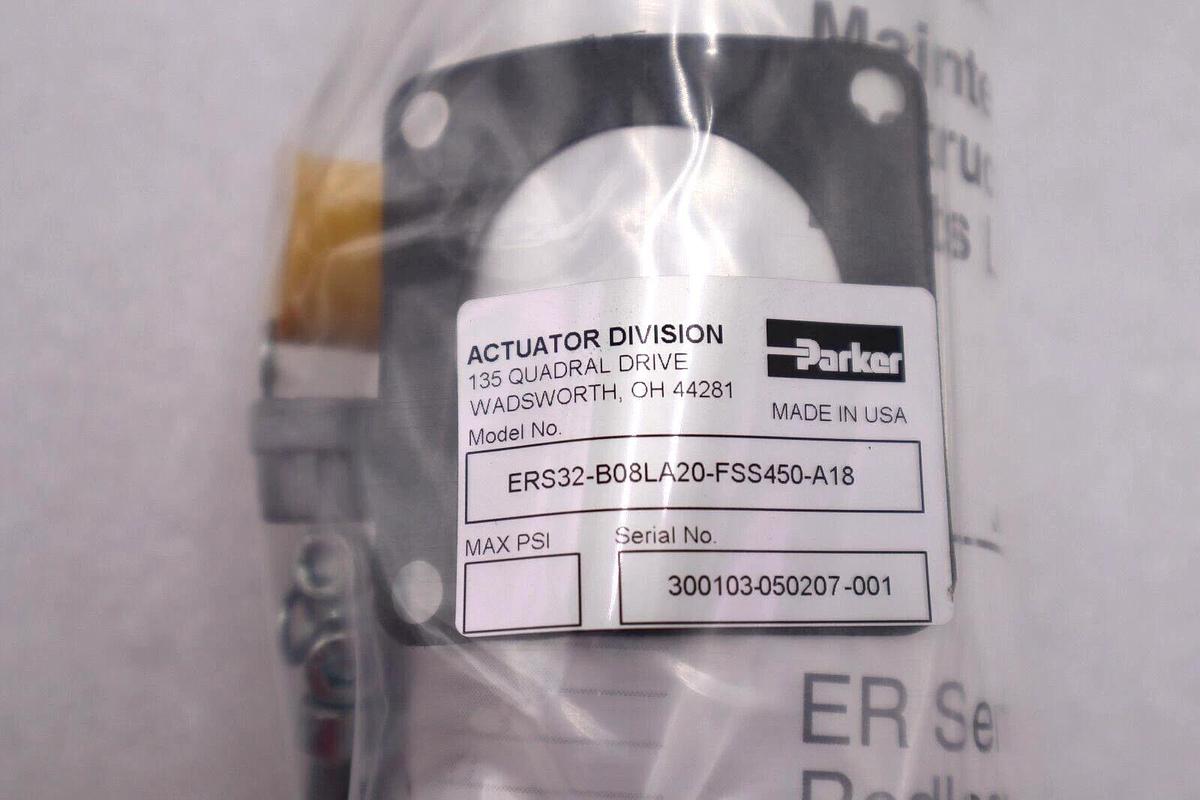 ACTUATOR DIVISION
135 QUADRAL DRIVE
WADSWORTH, OH 44281
Parker
MADE IN USA
Model No.
ERS32-B08LA20-FSS450-A18
MAX PSI
Serial No.
300103-050207-001
ER